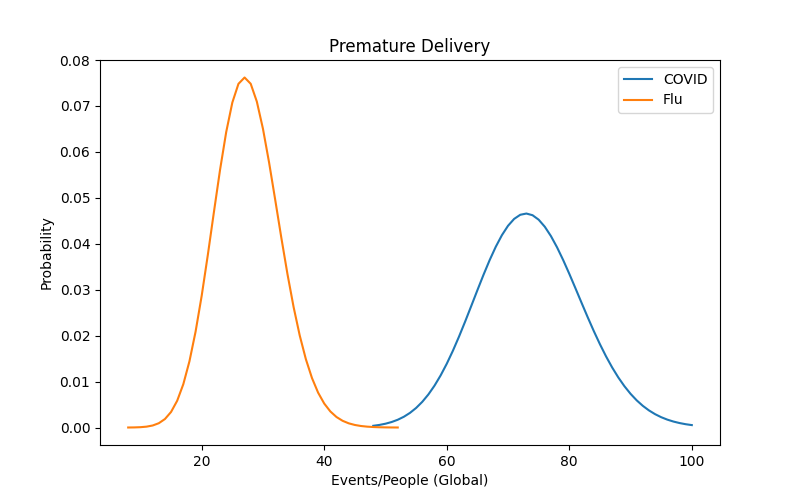 Premature Delivery
COVID
Flu
Probability
0.08
0.07
0.06
0.05
0.04
0.03
0.02
0.01
0.00
20
40
60
80
100
Events/People (Global)